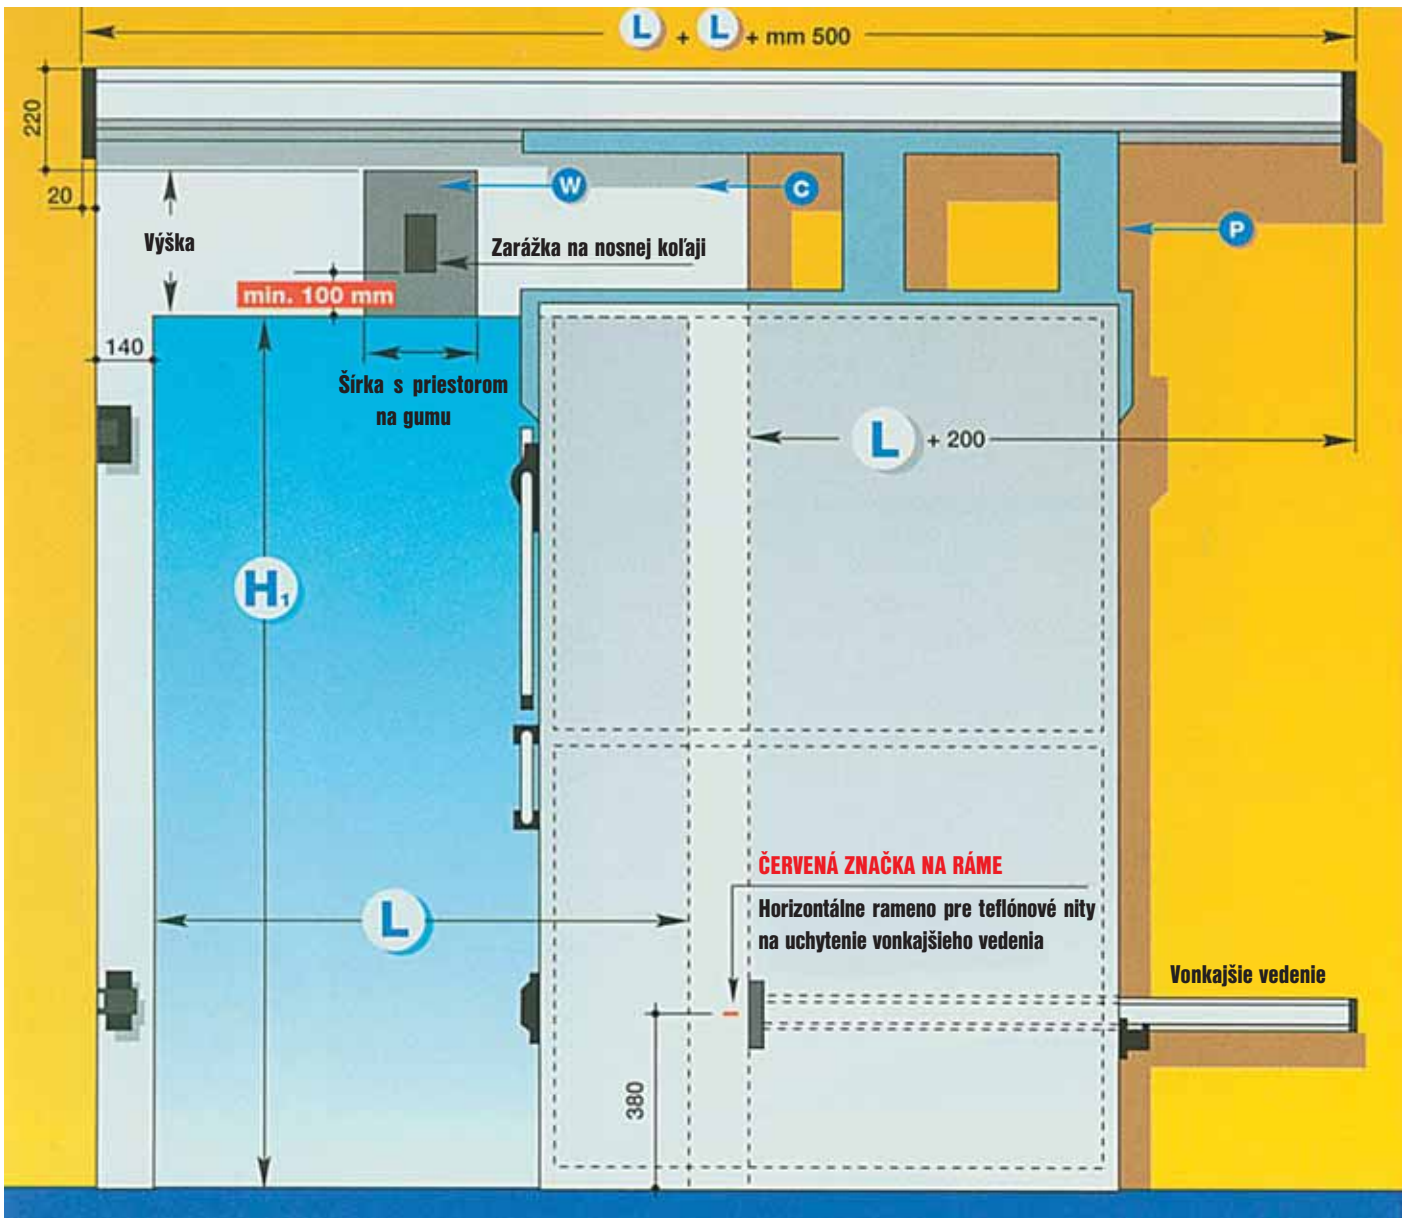 L + L + mm 500
220
20
W
C
P
Výška
Zarážka na nosnej koľaji
min. 100 mm
140
Šírka s priestorom
na gumu
L + 200
H1
ČERVENÁ ZNAČKA NA RÁME
L
Horizontálne rameno pre teflónové nity
na uchytenie vonkajšieho vedenia
Vonkajšie vedenie
380